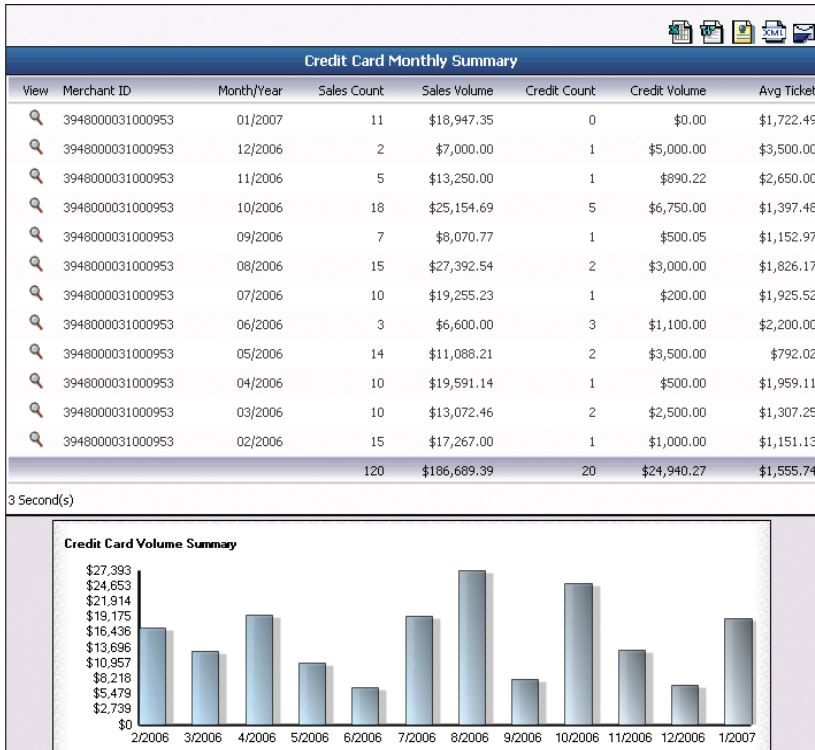 XML
Credit Card Monthly Summary
View Merchant ID Month/Year Sales Count Sales Volume Credit Count Credit Volume Avg Ticket
3948000031000953 01/2007 11 $18,947.35 0 $0.00 $1,722.49
3948000031000953 12/2006 2 $7,000.00 1 $5,000.00 $3,500.00
3948000031000953 11/2006 5 $13,250.00 1 $890.22 $2,650.00
3948000031000953 10/2006 18 $25,154.69 5 $6,750.00 $1,397.48
3948000031000953 09/2006 7 $8,070.77 1 $500.05 $1,152.97
3948000031000953 08/2006 15 $27,392.54 2 $3,000.00 $1,826.17
3948000031000953 07/2006 10 $19,255.23 1 $200.00 $1,925.52
3948000031000953 06/2006 3 $6,600.00 3 $1,100.00 $2,200.00
3948000031000953 05/2006 14 $11,088.21 2 $3,500.00 $792.02
3948000031000953 04/2006 10 $19,591.14 1 $500.00 $1,959.11
3948000031000953 03/2006 10 $13,072.46 2 $2,500.00 $1,307.25
3948000031000953 02/2006 15 $17,267.00 1 $1,000.00 $1,151.13
120 $186,689.39 20 $24,940.27 $1,555.74
3 Second(s)
Credit Card Volume Summary
$27,393
$24,653
$21,914
$19,175
$16,436
$13,696
$10,957
$8,218
$5,479
$2,739
$0
2/2006 3/2006 4/2006 5/2006 6/2006 7/2006 8/2006 9/2006 10/2006 11/2006 12/2006 1/2007